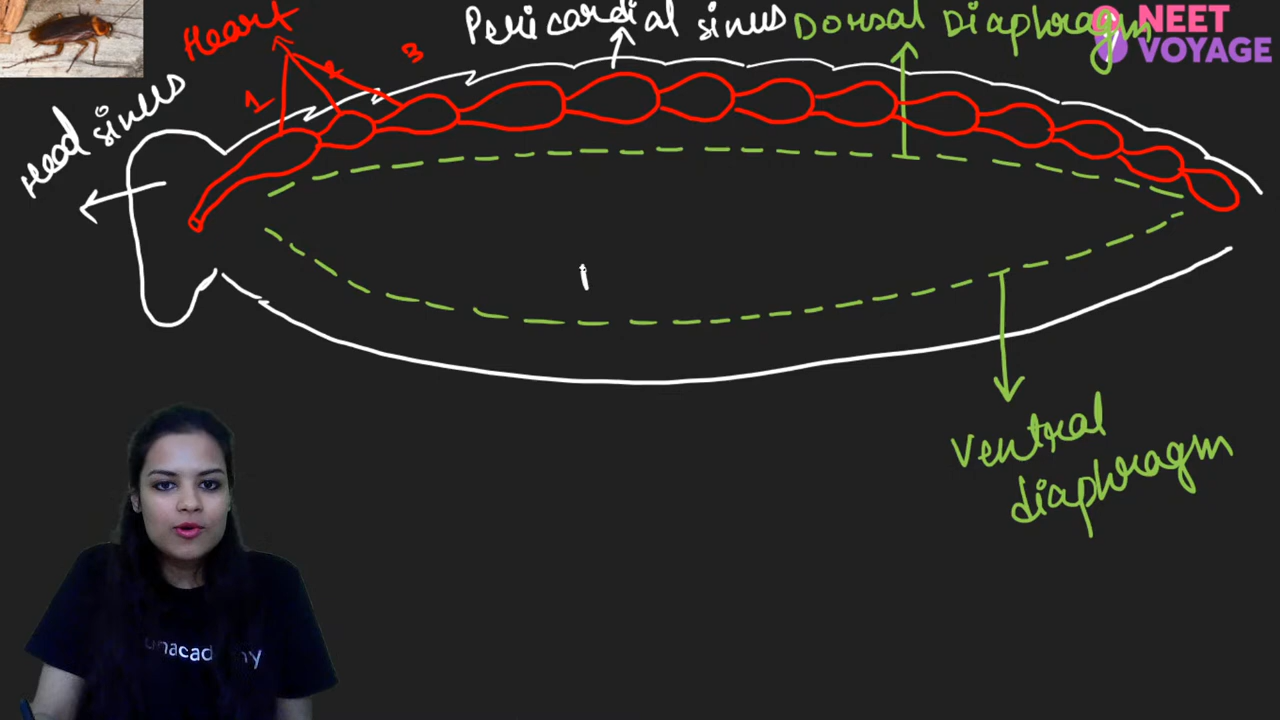 Heart
Pericardial sinus
Dorsal Diaphragm
NEET
VOYAGE
1
2
3
Head sinus
Ventral
diaphragm
unacademy